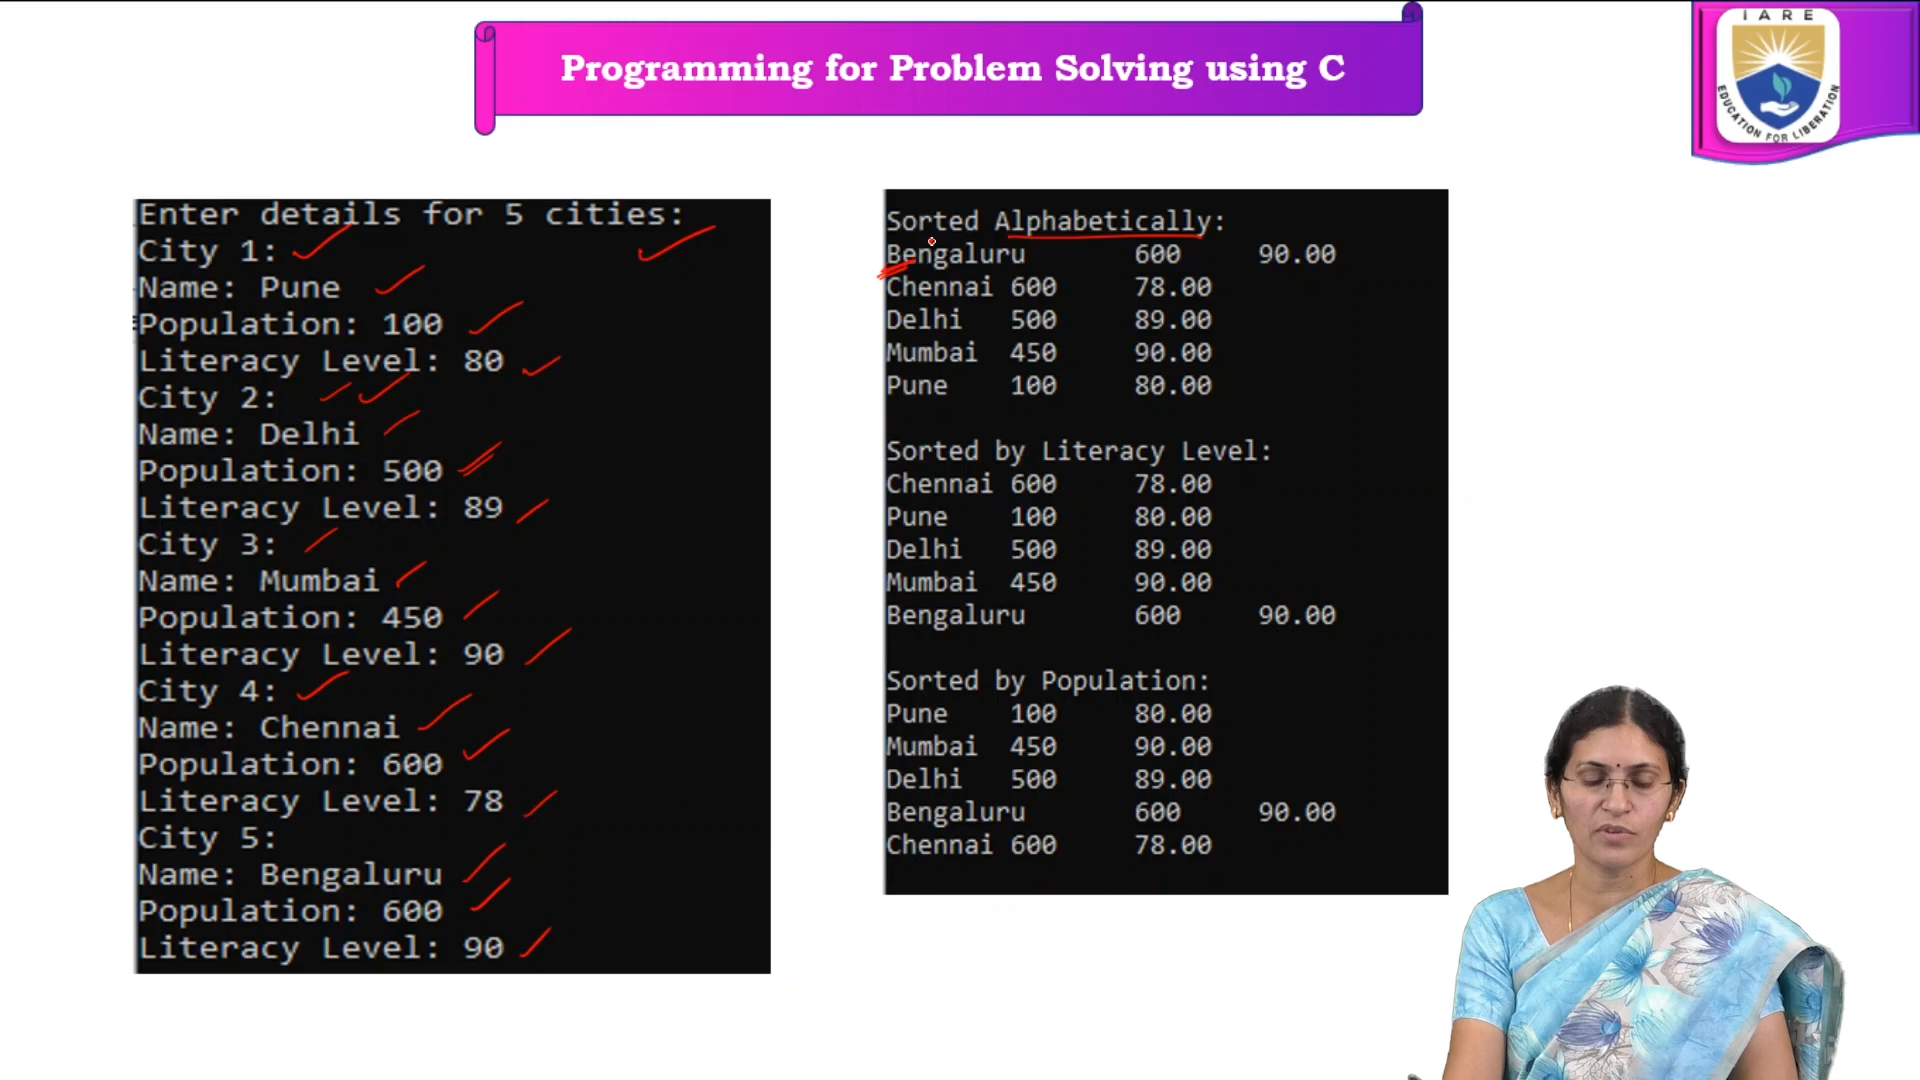 Programming for Problem Solving using C
IARE
EDUCATION FOR LIBERATION
Enter details for 5 cities:
City 1:
Name: Pune
Population: 100
Literacy Level: 80
City 2:
Name: Delhi
Population: 500
Literacy Level: 89
City 3:
Name: Mumbai
Population: 450
Literacy Level: 90
City 4:
Name: Chennai
Population: 600
Literacy Level: 78
City 5:
Name: Bengaluru
Population: 600
Literacy Level: 90
Sorted Alphabetically:
Bengaluru 600 90.00
Chennai 600 78.00
Delhi 500 89.00
Mumbai 450 90.00
Pune 100 80.00
Sorted by Literacy Level:
Chennai 600 78.00
Pune 100 80.00
Delhi 500 89.00
Mumbai 450 90.00
Bengaluru 600 90.00
Sorted by Population:
Pune 100 80.00
Mumbai 450 90.00
Delhi 500 89.00
Bengaluru 600 90.00
Chennai 600 78.00